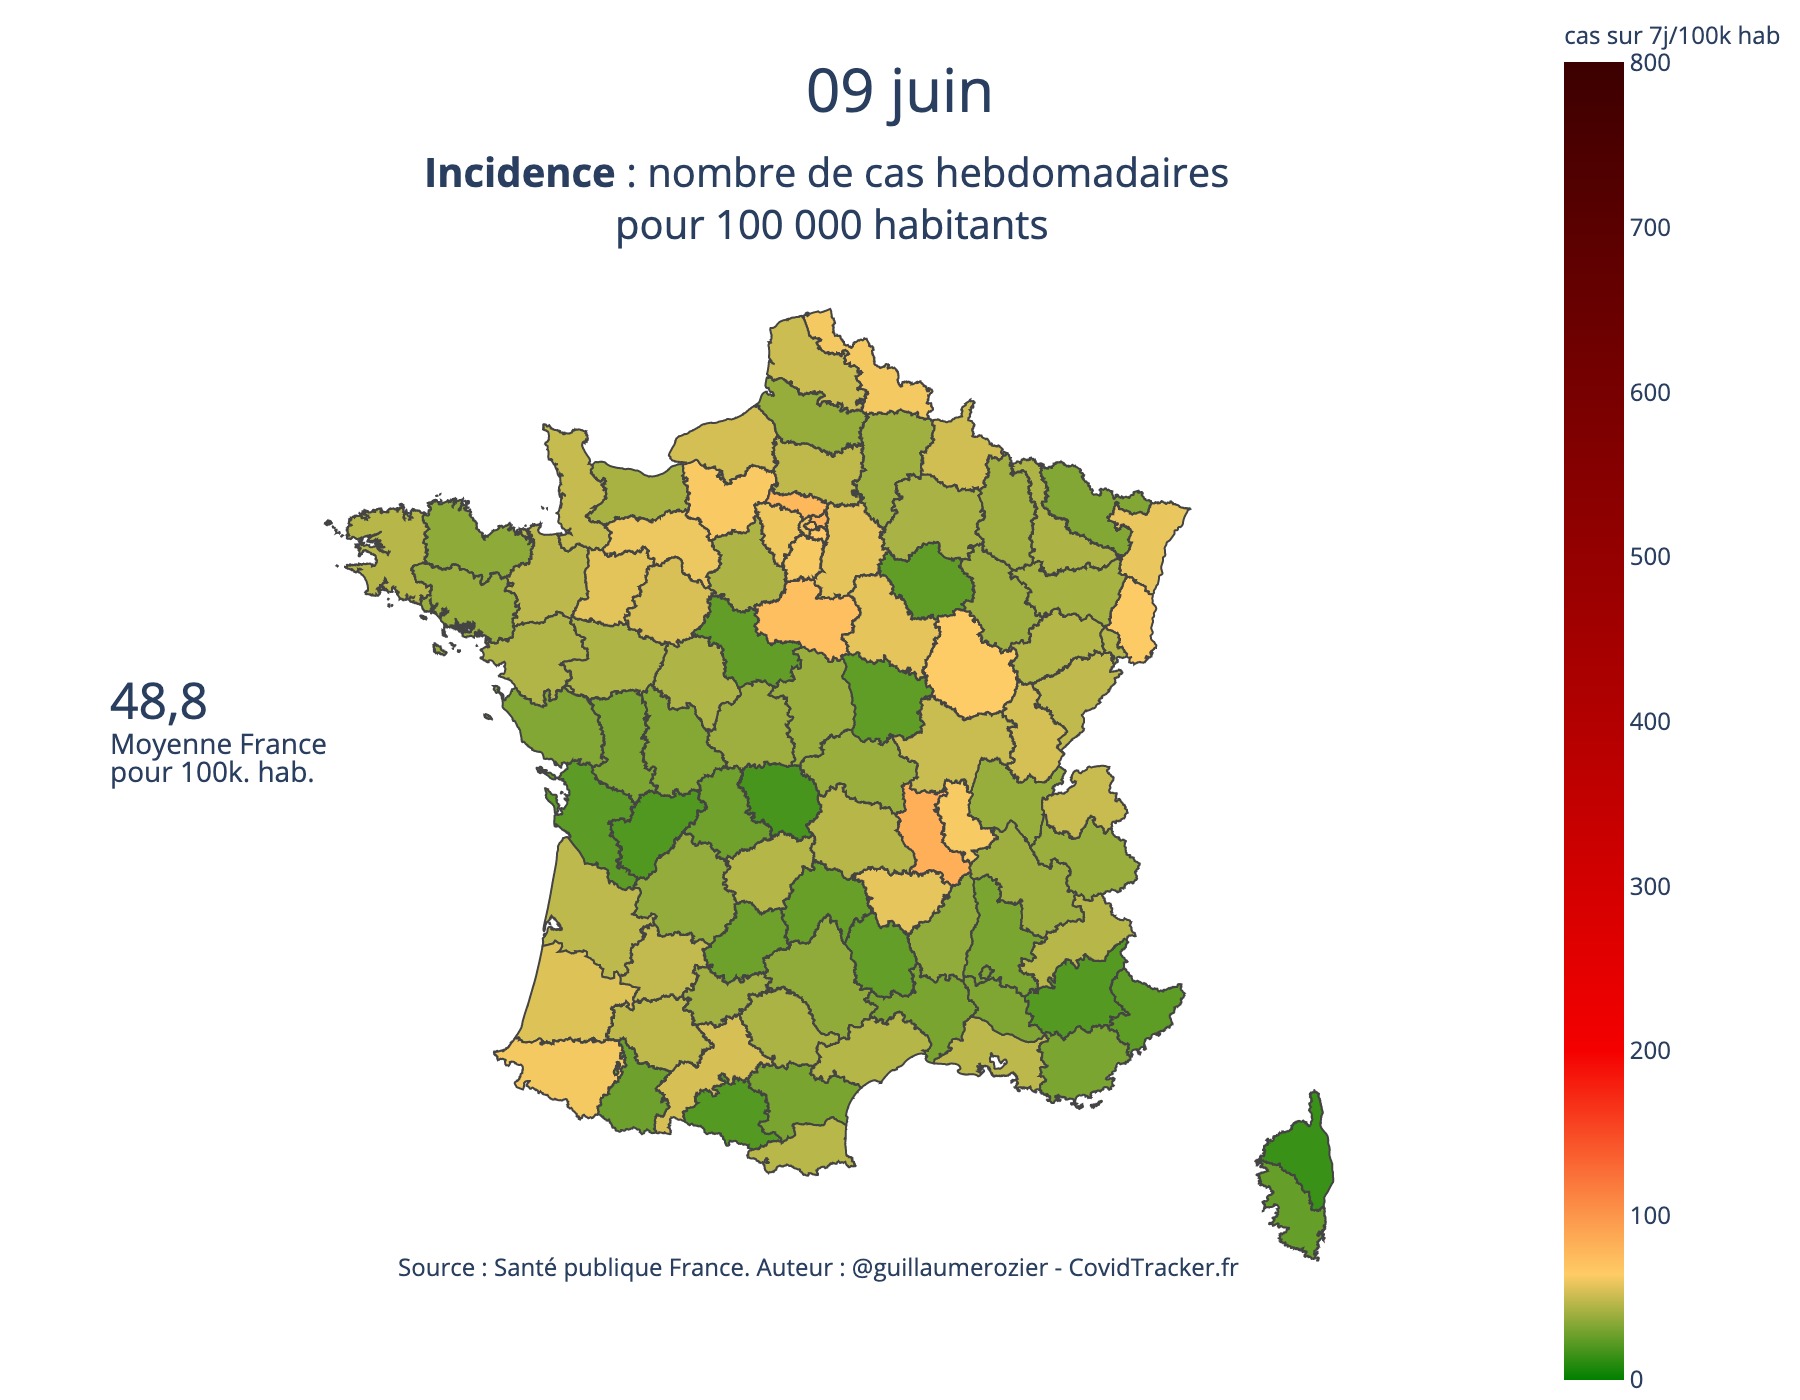 cas sur 7j/100k hab
09 juin
Incidence : nombre de cas hebdomadaires
pour 100 000 habitants
48,8
Moyenne France
pour 100k. hab.
800
700
600
500
400
300
200
100
0
Source : Santé publique France. Auteur : @guillaumerozier - CovidTracker.fr